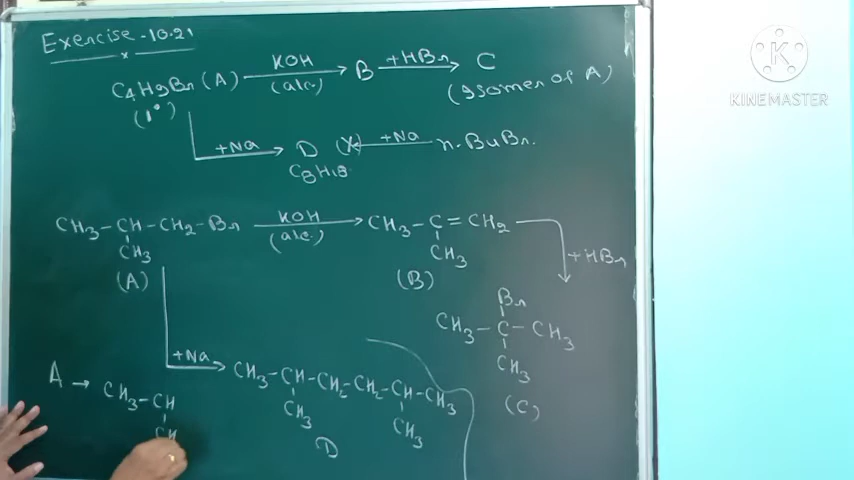 Exercise - 10.21
C4H9Br (A) KOH (alc.) → B +HBr → C
(1°) (Isomer of A)
+Na → D (X) ← +Na n-BuBr.
C8H18
CH3-CH-CH2-Br KOH (alc.) → CH3-C=CH2
CH3 CH3 +HBr
(A) (B)
Br
CH3-C-CH3
CH3
(C)
+Na → CH3-CH-CH2-CH2-CH-CH3
CH3 CH3
D
A → CH3-CH
CH
K
KINEMASTER